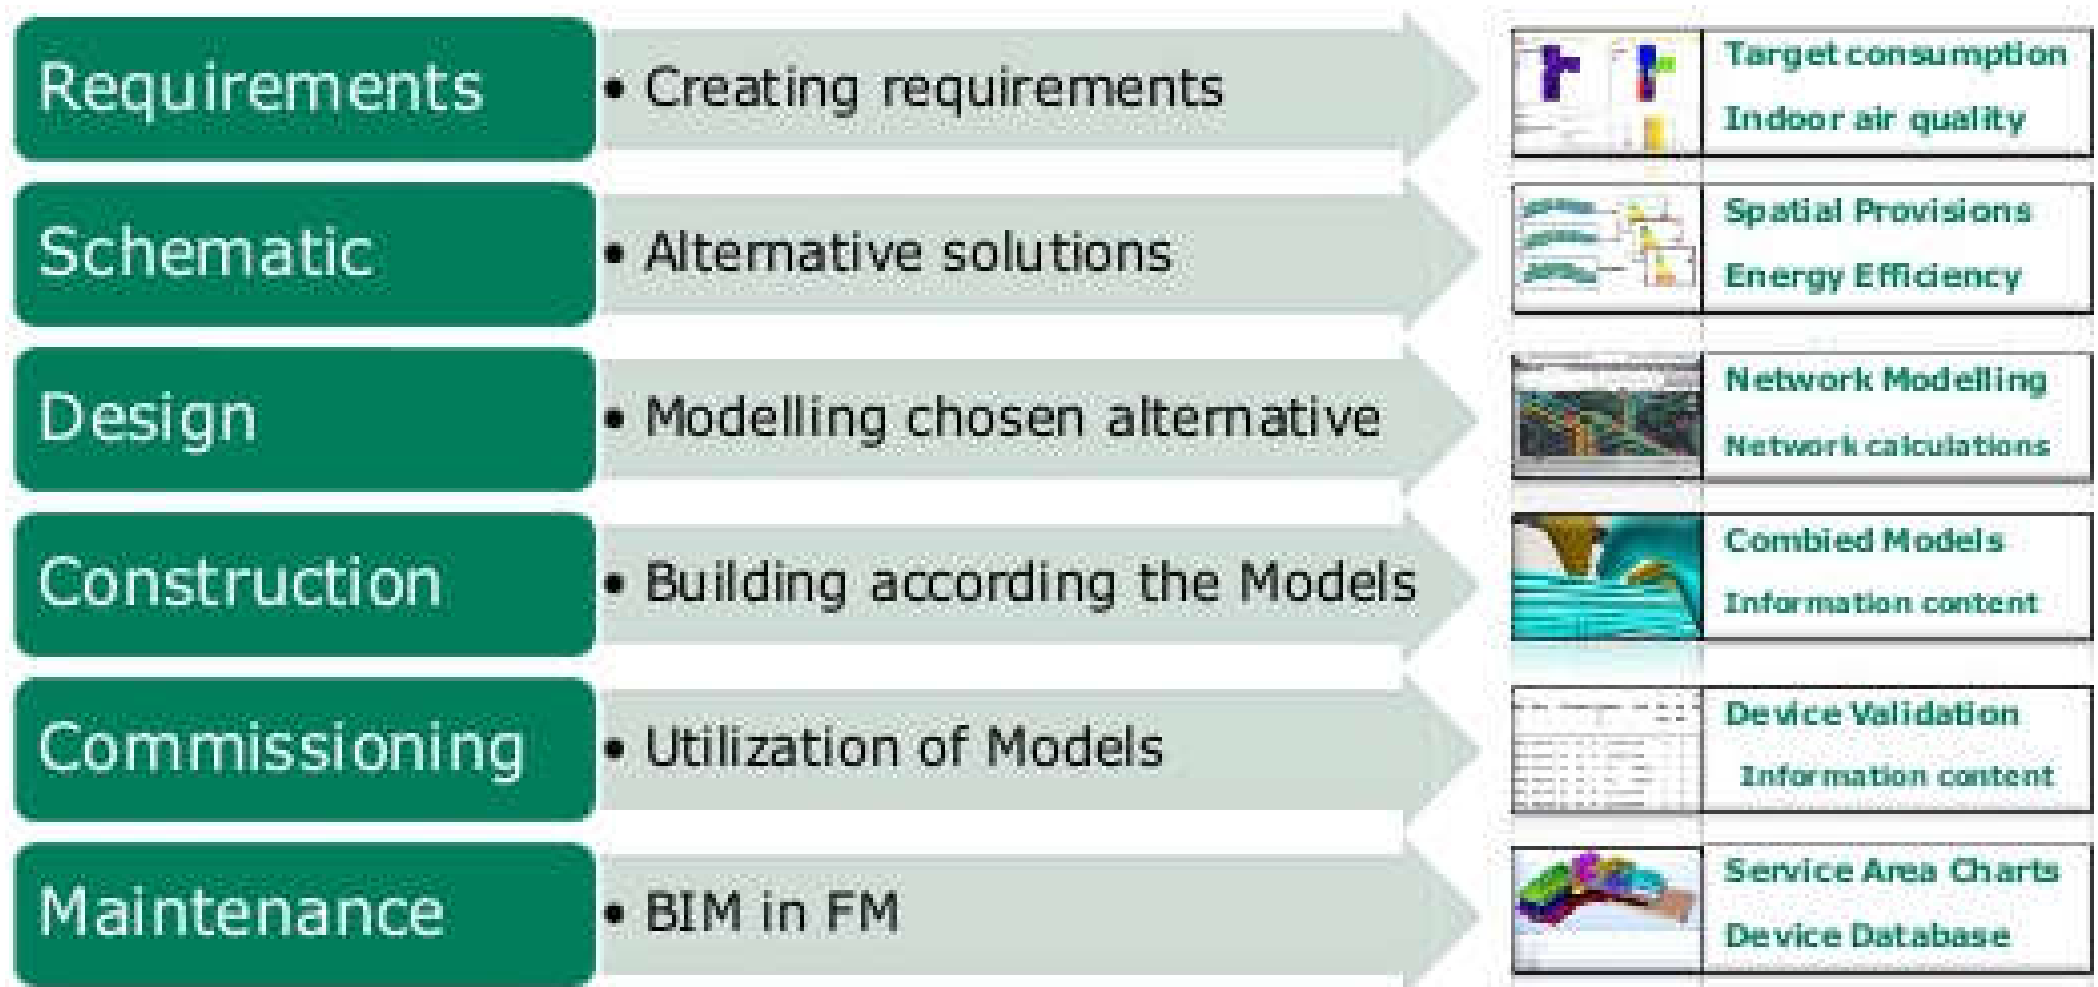 Requirements
• Creating requirements
Target consumption
Indoor air quality
Schematic
• Alternative solutions
Spatial Provisions
Energy Efficiency
Design
• Modelling chosen alternative
Network Modelling
Network calculations
Construction
• Building according the Models
Combied Models
Information content
Commissioning
• Utilization of Models
Device Validation
Information content
Maintenance
• BIM in FM
Service Area Charts
Device Database